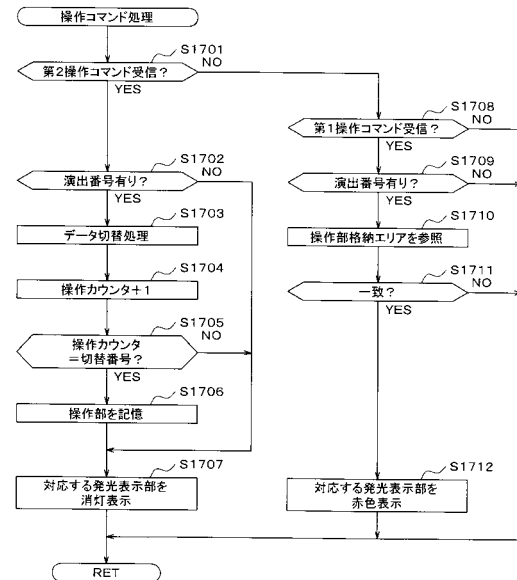 操作コマンド処理
S1701
第2操作コマンド受信?
NO
YES
S1702
演出番号有り?
NO
YES
S1703
データ切替処理
S1704
操作カウンタ+1
S1705
操作カウンタ
=切替番号?
NO
YES
S1706
操作部を記憶
S1707
対応する発光表示部を
消灯表示
RET
S1708
第1操作コマンド受信?
NO
YES
S1709
演出番号有り?
NO
YES
S1710
操作部格納エリアを参照
S1711
一致?
NO
YES
S1712
対応する発光表示部を
赤色表示